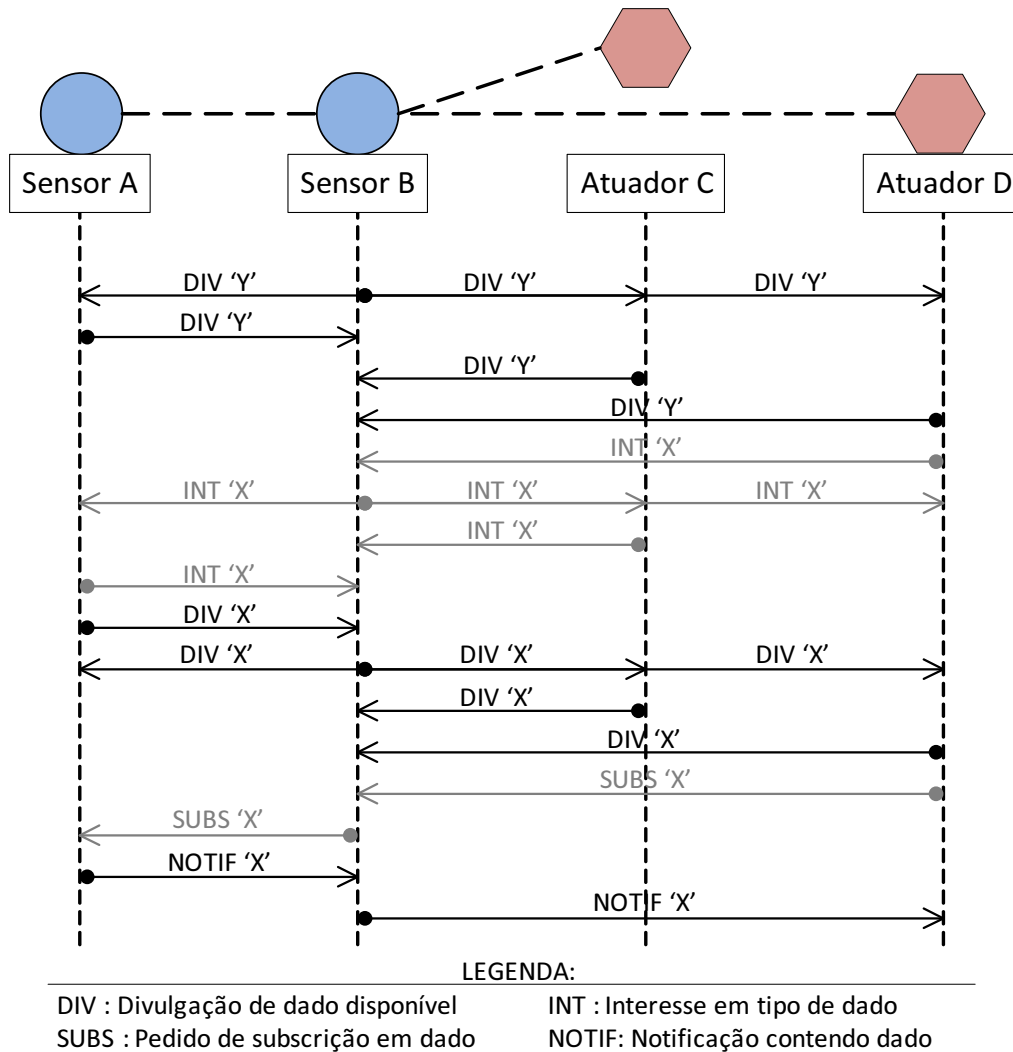 Sensor A Sensor B Atuador C Atuador D
DIV ‘Y’ DIV ‘Y’ DIV ‘Y’
DIV ‘Y’
DIV ‘Y’
DIV ‘Y’
INT ‘X’
INT ‘X’ INT ‘X’ INT ‘X’
INT ‘X’
INT ‘X’
DIV ‘X’
DIV ‘X’ DIV ‘X’ DIV ‘X’
DIV ‘X’
DIV ‘X’
SUBS ‘X’
SUBS ‘X’
NOTIF ‘X’
NOTIF ‘X’
LEGENDA:
DIV : Divulgação de dado disponível INT : Interesse em tipo de dado
SUBS : Pedido de subscrição em dado NOTIF: Notificação contendo dado